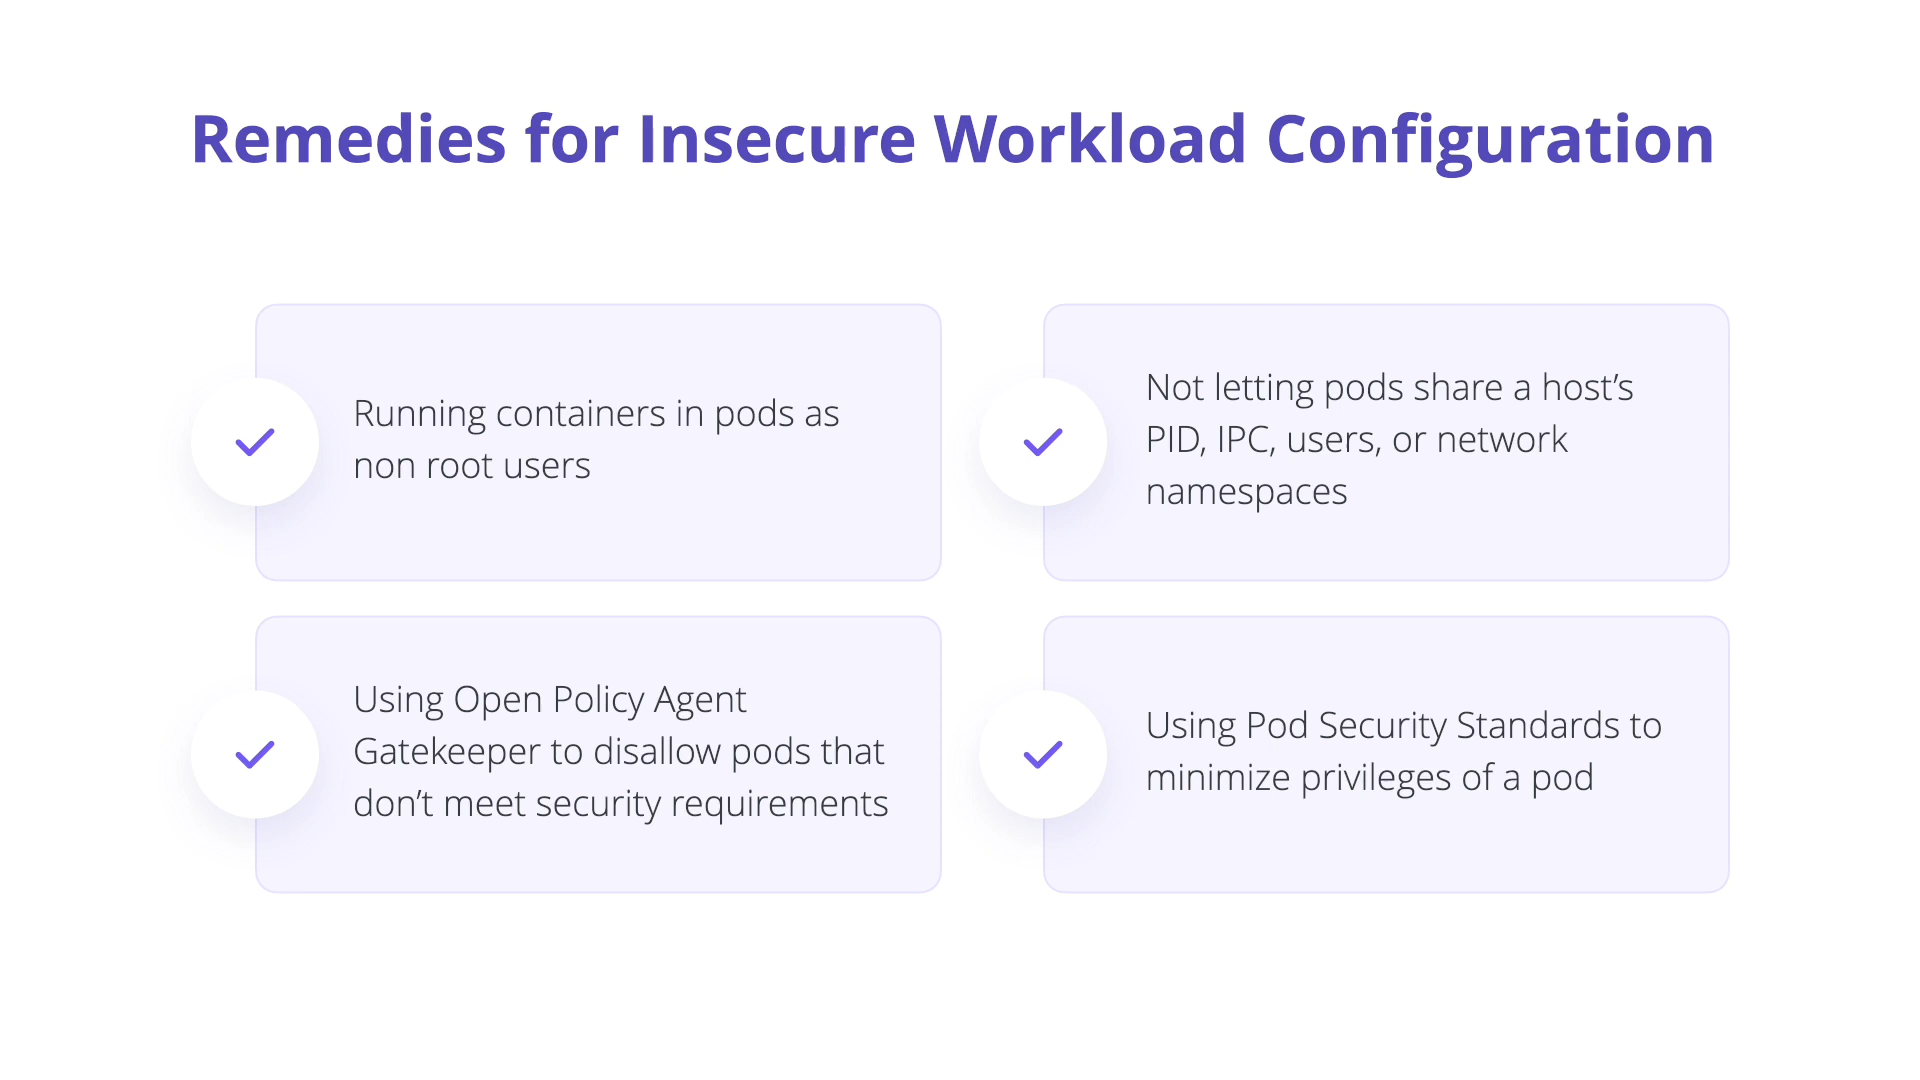 Remedies for Insecure Workload Configuration
Running containers in pods as
non root users
Not letting pods share a host’s
PID, IPC, users, or network
namespaces
Using Open Policy Agent
Gatekeeper to disallow pods that
don’t meet security requirements
Using Pod Security Standards to
minimize privileges of a pod